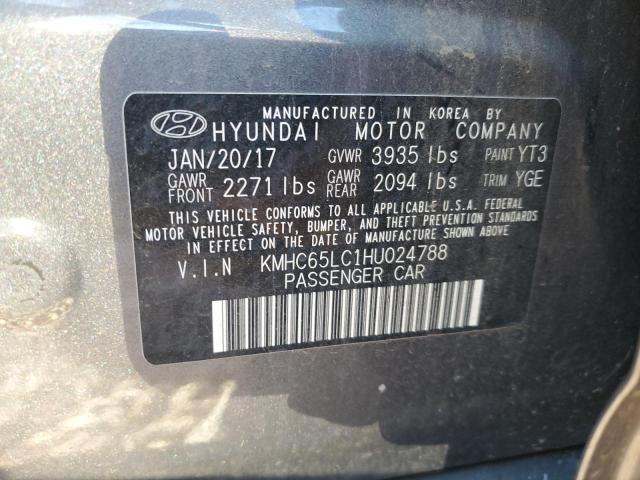 MANUFACTURED IN KOREA BY
HYUNDAI MOTOR COMPANY
JAN/20/17 GVWR 3935 lbs PAINT YT3
GAWR FRONT 2271 lbs GAWR REAR 2094 lbs TRIM YGE
THIS VEHICLE CONFORMS TO ALL APPLICABLE U.S.A. FEDERAL
MOTOR VEHICLE SAFETY, BUMPER, AND THEFT PREVENTION STANDARDS
IN EFFECT ON THE DATE OF MANUFACTURE SHOWN ABOVE.
V.I.N KMHC65LC1HU024788
PASSENGER CAR